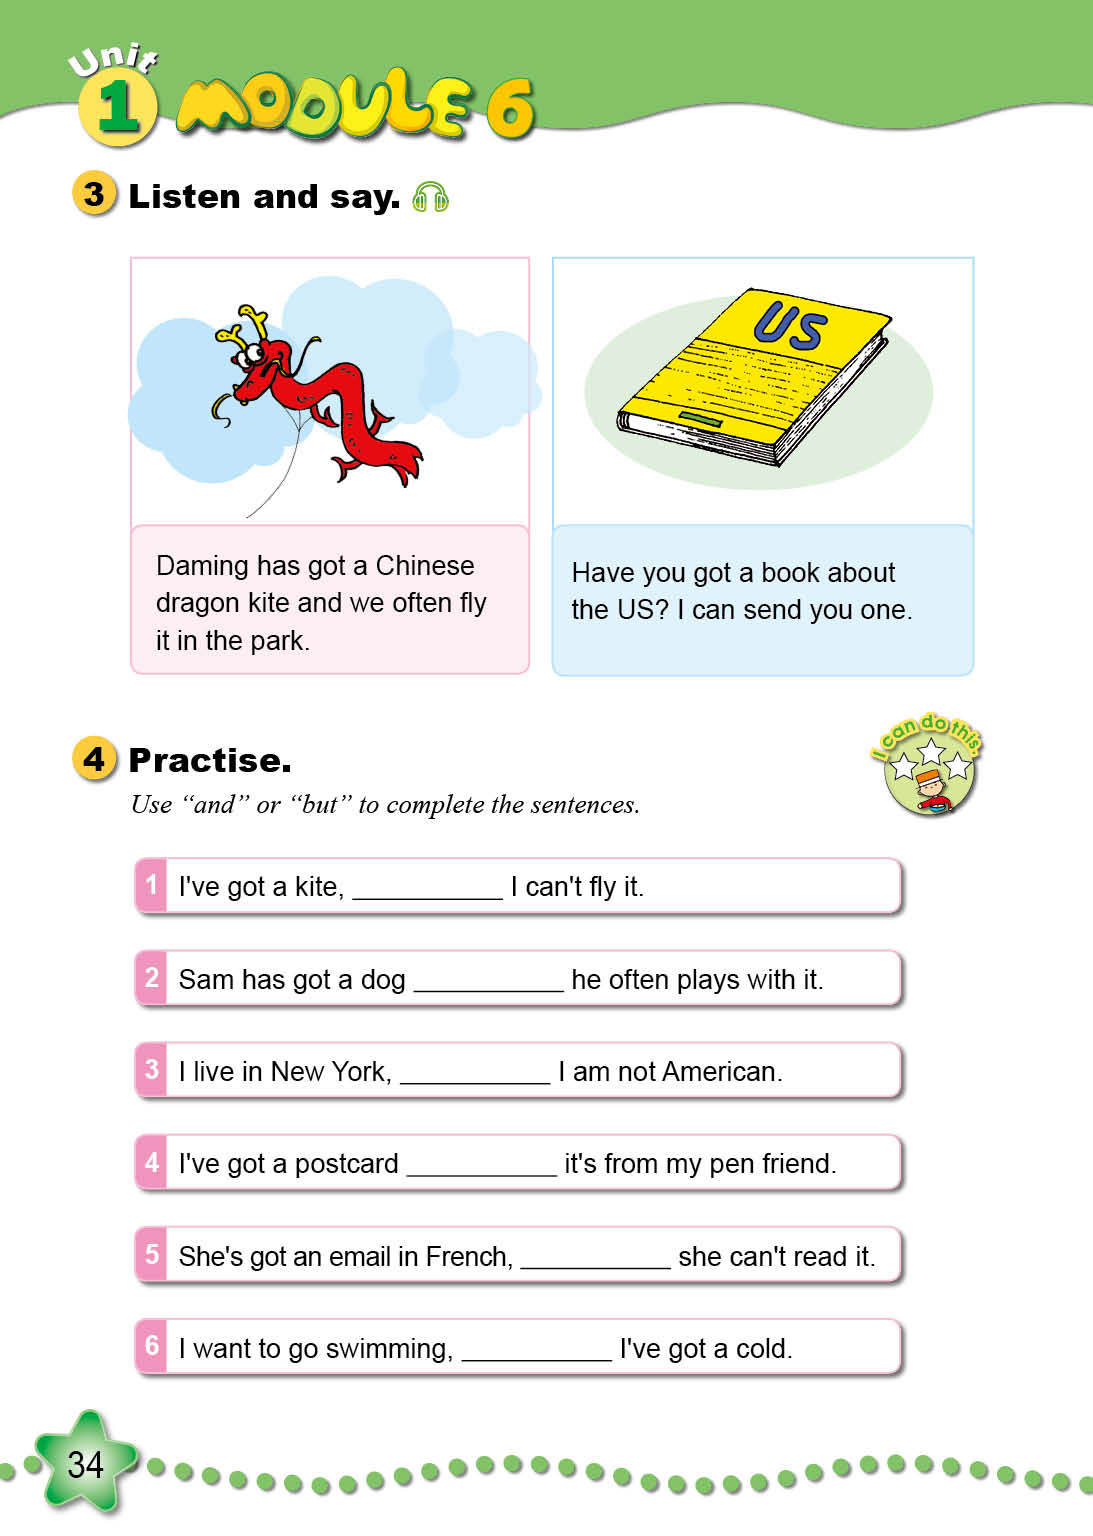 Unit
1 MODULE 6
3 Listen and say.
US
Daming has got a Chinese
dragon kite and we often fly
it in the park.
Have you got a book about
the US? I can send you one.
I can do this.
4 Practise.
Use “and” or “but” to complete the sentences.
1 I've got a kite, __________ I can't fly it.
2 Sam has got a dog __________ he often plays with it.
3 I live in New York, __________ I am not American.
4 I've got a postcard __________ it's from my pen friend.
5 She's got an email in French, __________ she can't read it.
6 I want to go swimming, __________ I've got a cold.
34